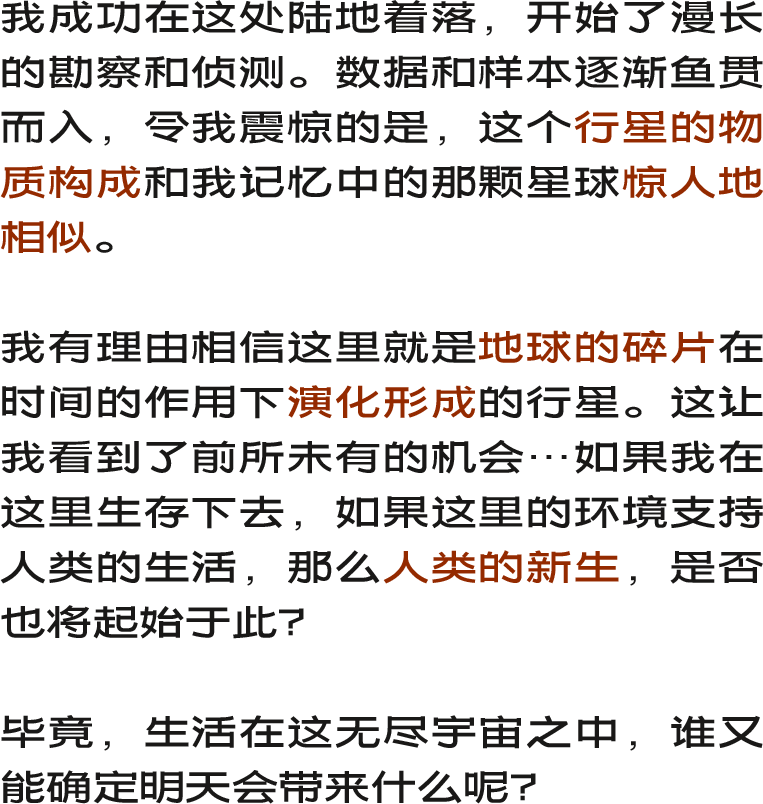 我成功在这处陆地着落，开始了漫长
的勘察和侦测。数据和样本逐渐鱼贯
而入，令我震惊的是，这个行星的物
质构成和我记忆中的那颗星球惊人地
相似。
我有理由相信这里就是地球的碎片在
时间的作用下演化形成的行星。这让
我看到了前所未有的机会…如果我在
这里生存下去，如果这里的环境支持
人类的生活，那么人类的新生，是否
也将起始于此？
毕竟，生活在这无尽宇宙之中，谁又
能确定明天会带来什么呢？